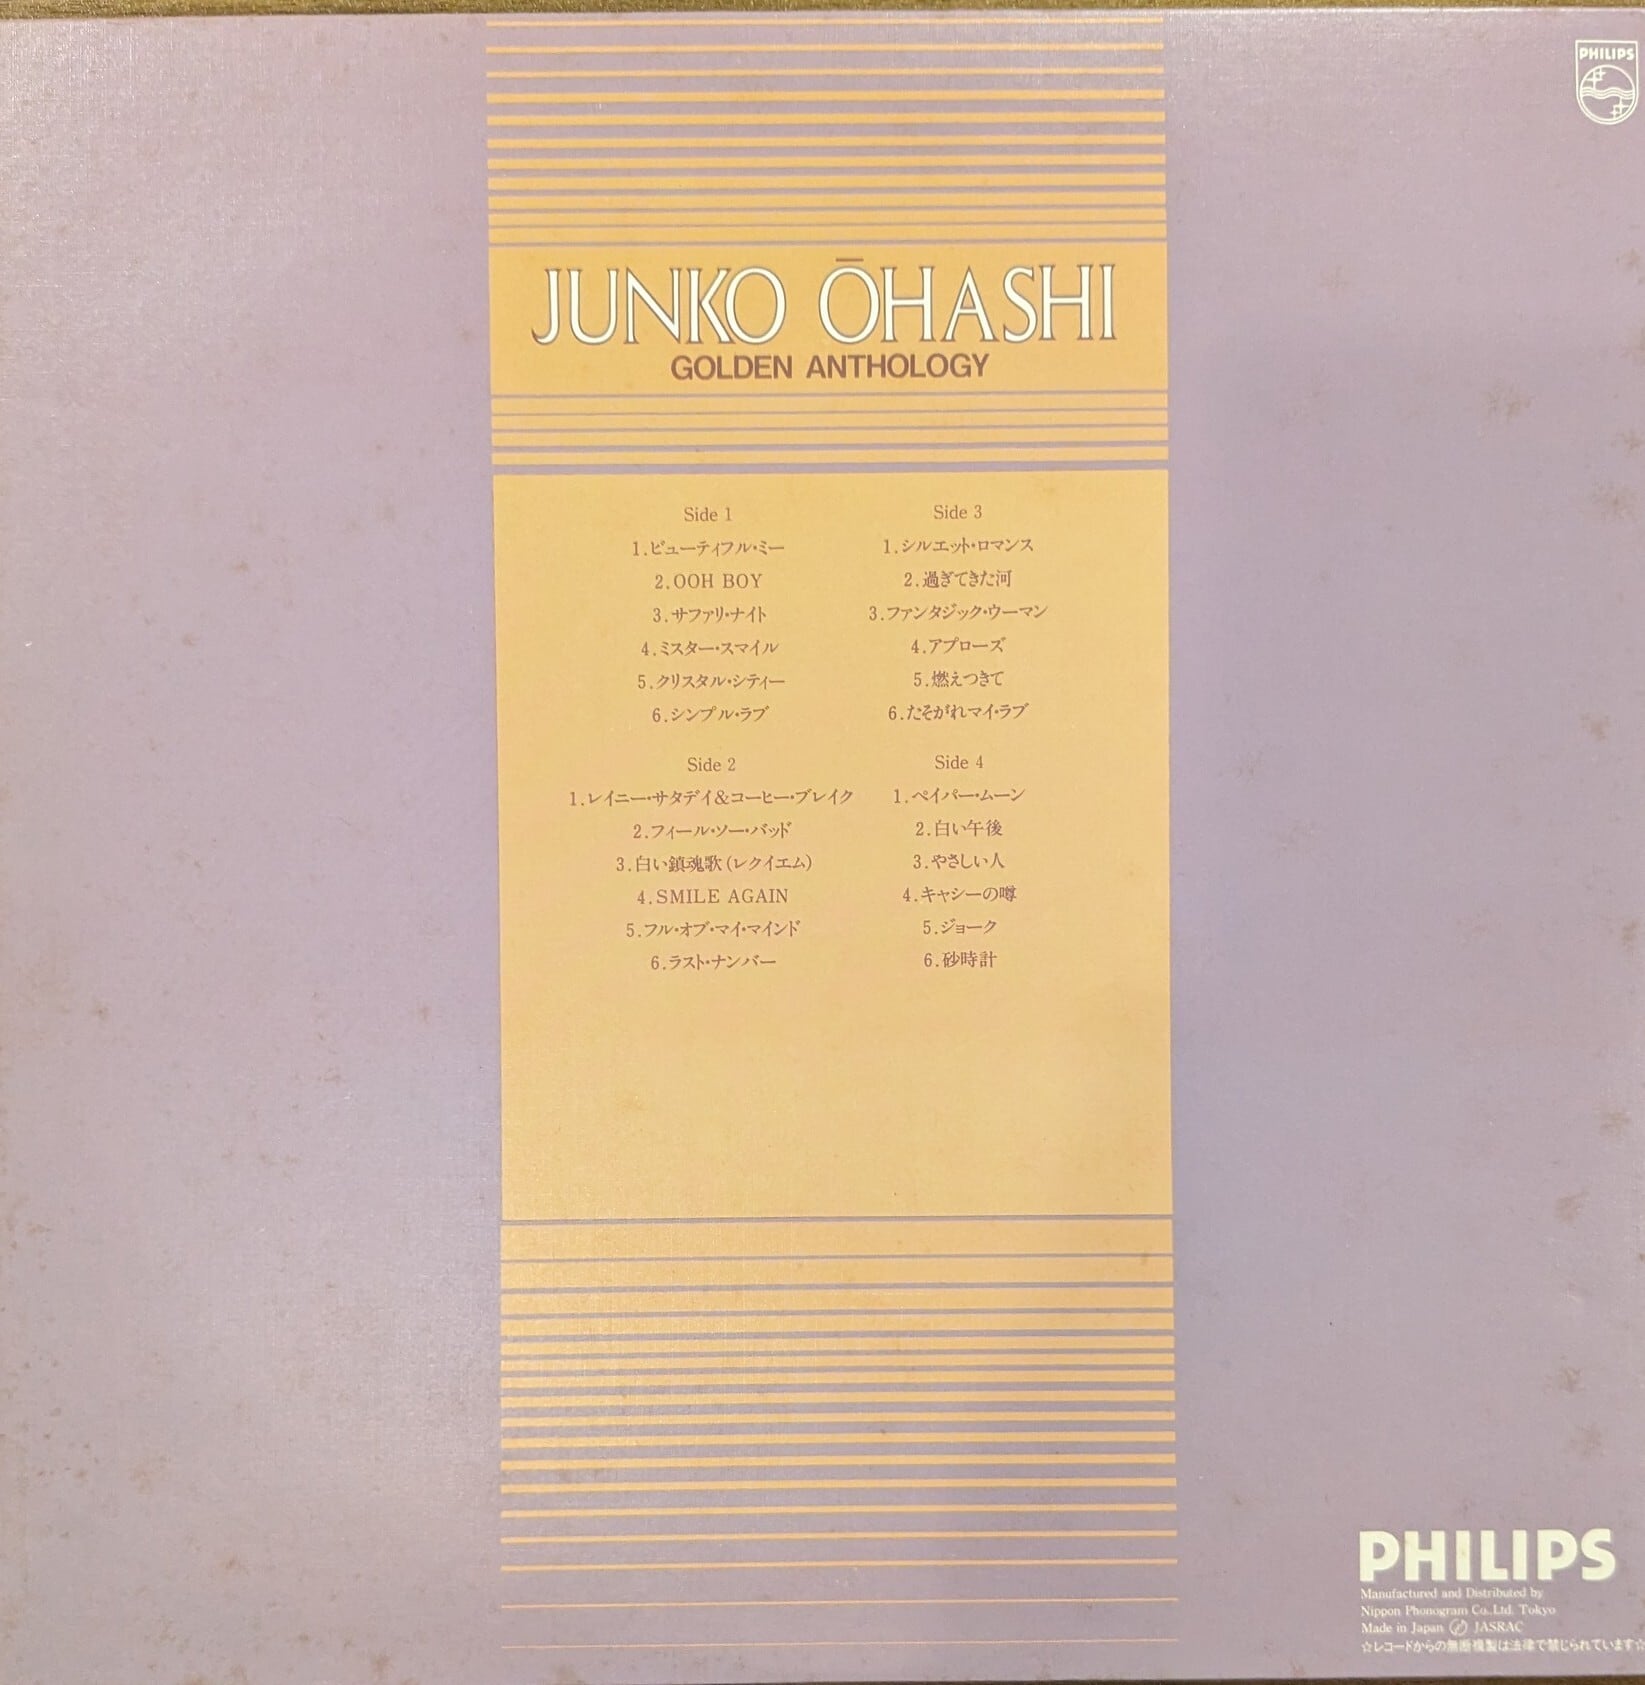 PHILIPS
JUNKO ŌHASHI
GOLDEN ANTHOLOGY
Side 1
1.ビューティフル・ミー
2.OOH BOY
3.サファリ・ナイト
4.ミスター・スマイル
5.クリスタル・シティー
6.シンプル・ラブ
Side 2
1.レイニー・サタデイ&コーヒー・ブレイク
2.フィール・ソー・バッド
3.白い鎮魂歌(レクイエム)
4.SMILE AGAIN
5.フル・オブ・マイ・マインド
6.ラスト・ナンバー
Side 3
1.シルエット・ロマンス
2.過ぎてきた河
3.ファンタジック・ウーマン
4.アプローズ
5.燃えつきて
6.たそがれマイ・ラブ
Side 4
1.ペイパー・ムーン
2.白い午後
3.やさしい人
4.キャシーの噂
5.ジョーク
6.砂時計
PHILIPS
Manufactured and Distributed by
Nippon Phonogram Co.,Ltd. Tokyo
Made in Japan JASRAC
☆レコードからの無断複製は法律で禁じられています☆